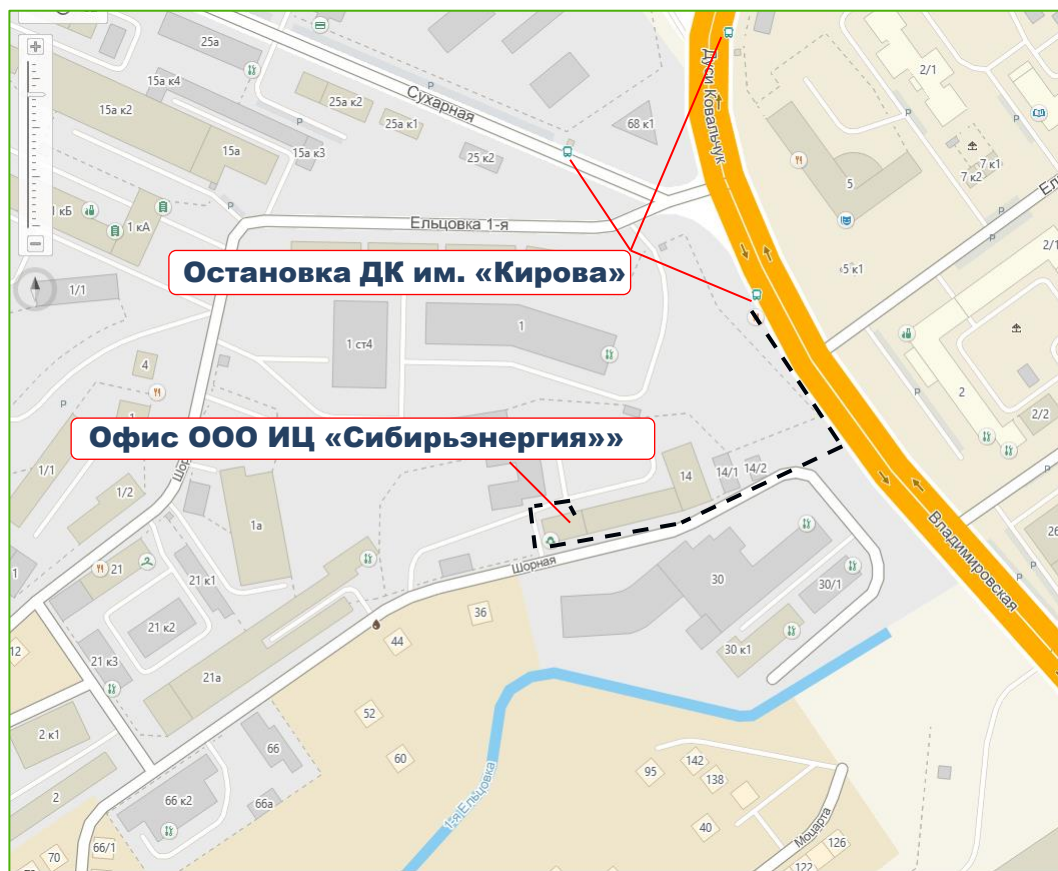 25а
15а к4
15а к2
15а
15а к3
25а к2
25а к1
Сухарная
25 к2
68 к1
Дуси Ковальчук
2/1
5
7 к2
7 к1
5 к1
2/1
1 кБ
1 кА
Ельцовка 1-я
Остановка ДК им. «Кирова»
1/1
1 ст4
1
4
2
2/2
Офис ООО ИЦ «Сибирьэнергия»»
1/1
1/2
1а
14
14/1
14/2
Шорная
Владимировская
21
21 к1
21 к2
21 к3
21а
12
36
44
30
30/1
30 к1
52
60
66
66 к2
66а
2 к1
2
66/1
70
1-я Ельцовка
95
142
138
40
Моцарта
126
122
P